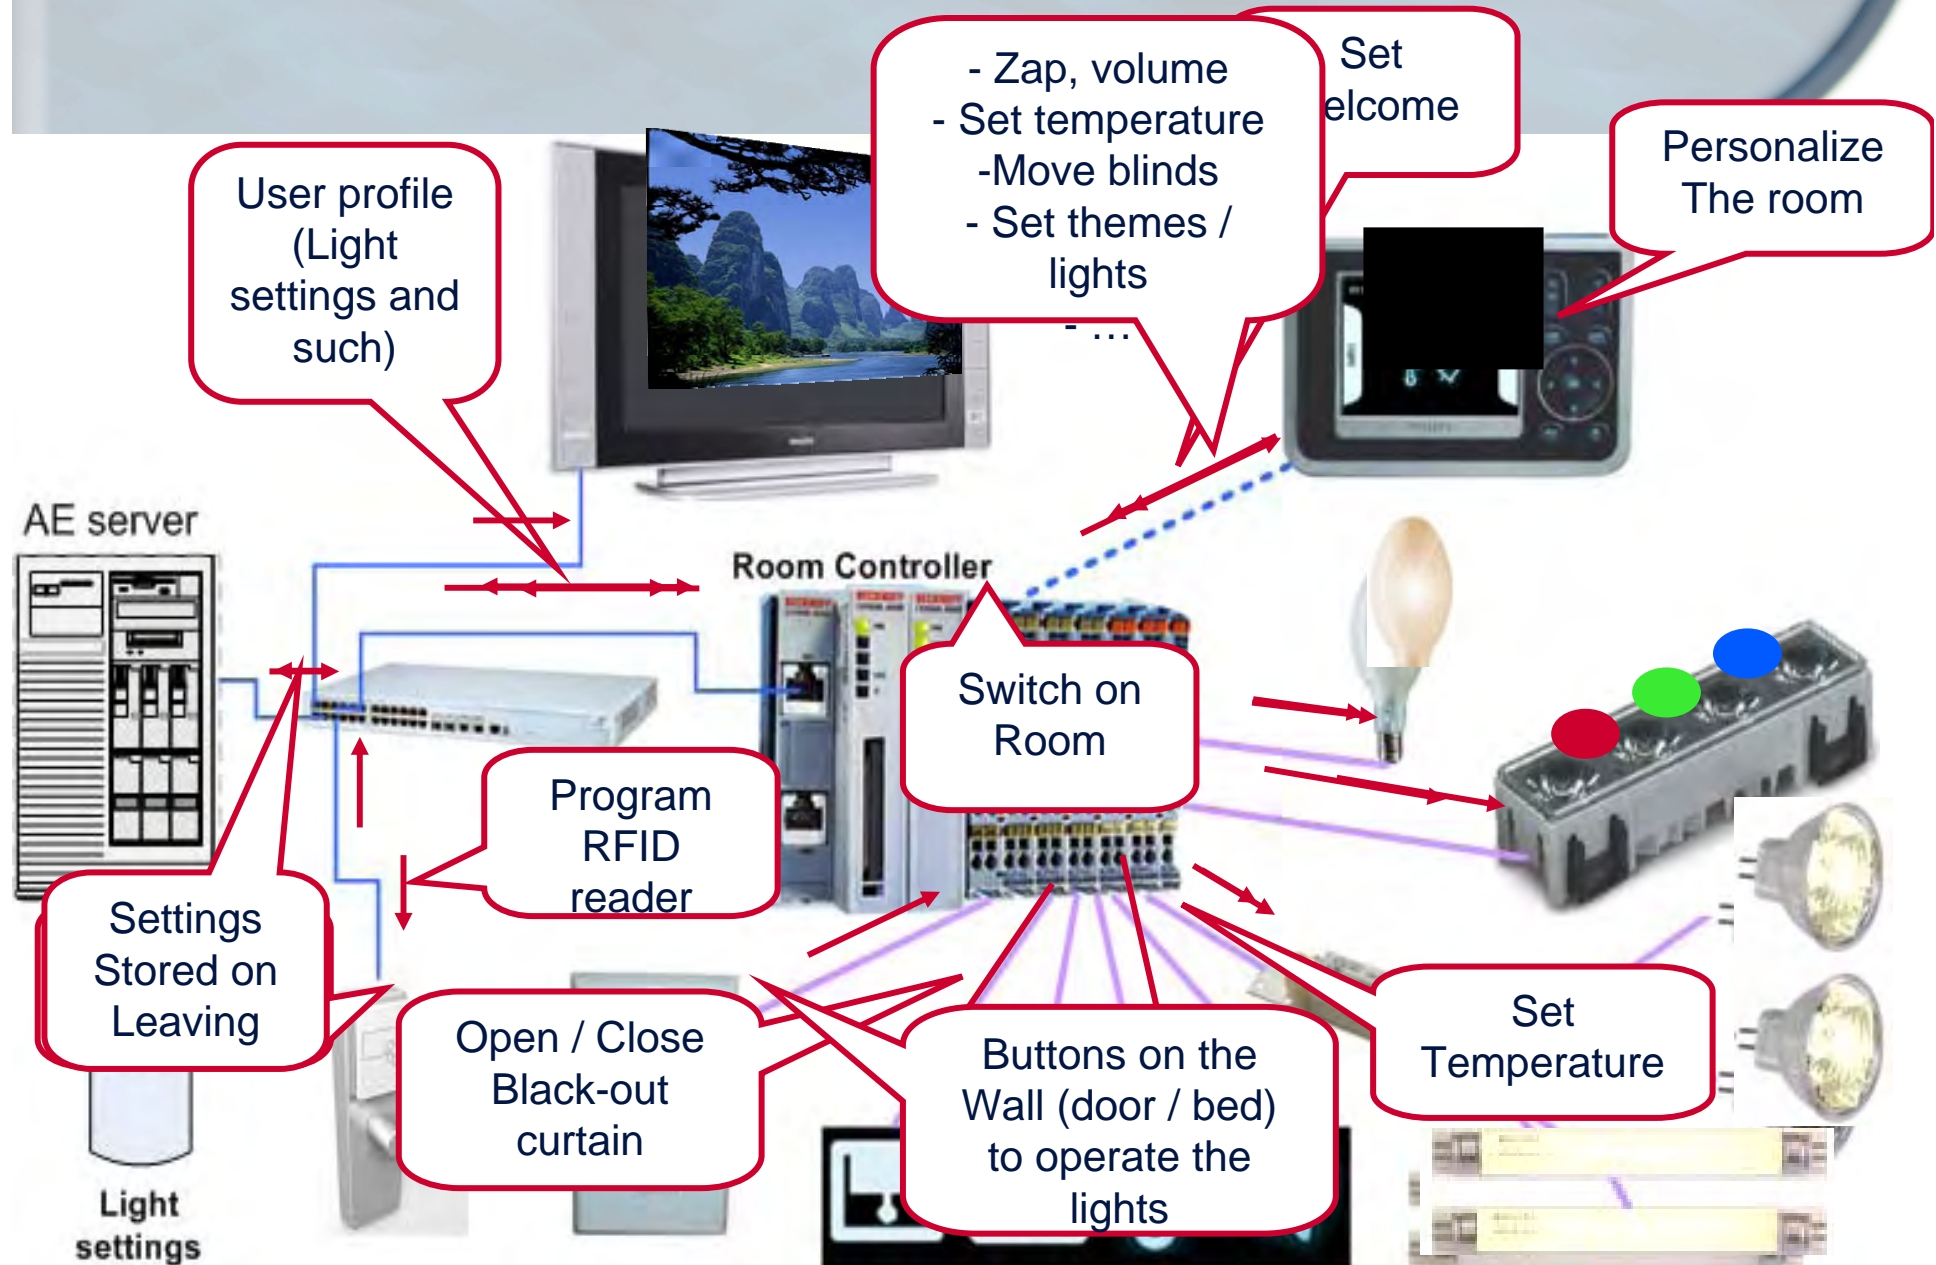 - Zap, volume
- Set temperature
-Move blinds
- Set themes /
lights
- ...
Set
elcome
Personalize
The room
User profile
(Light
settings and
such)
AE server
Room Controller
Switch on
Room
Program
RFID
reader
Settings
Stored on
Leaving
Open / Close
Black-out
curtain
Buttons on the
Wall (door / bed)
to operate the
lights
Set
Temperature
Light
settings